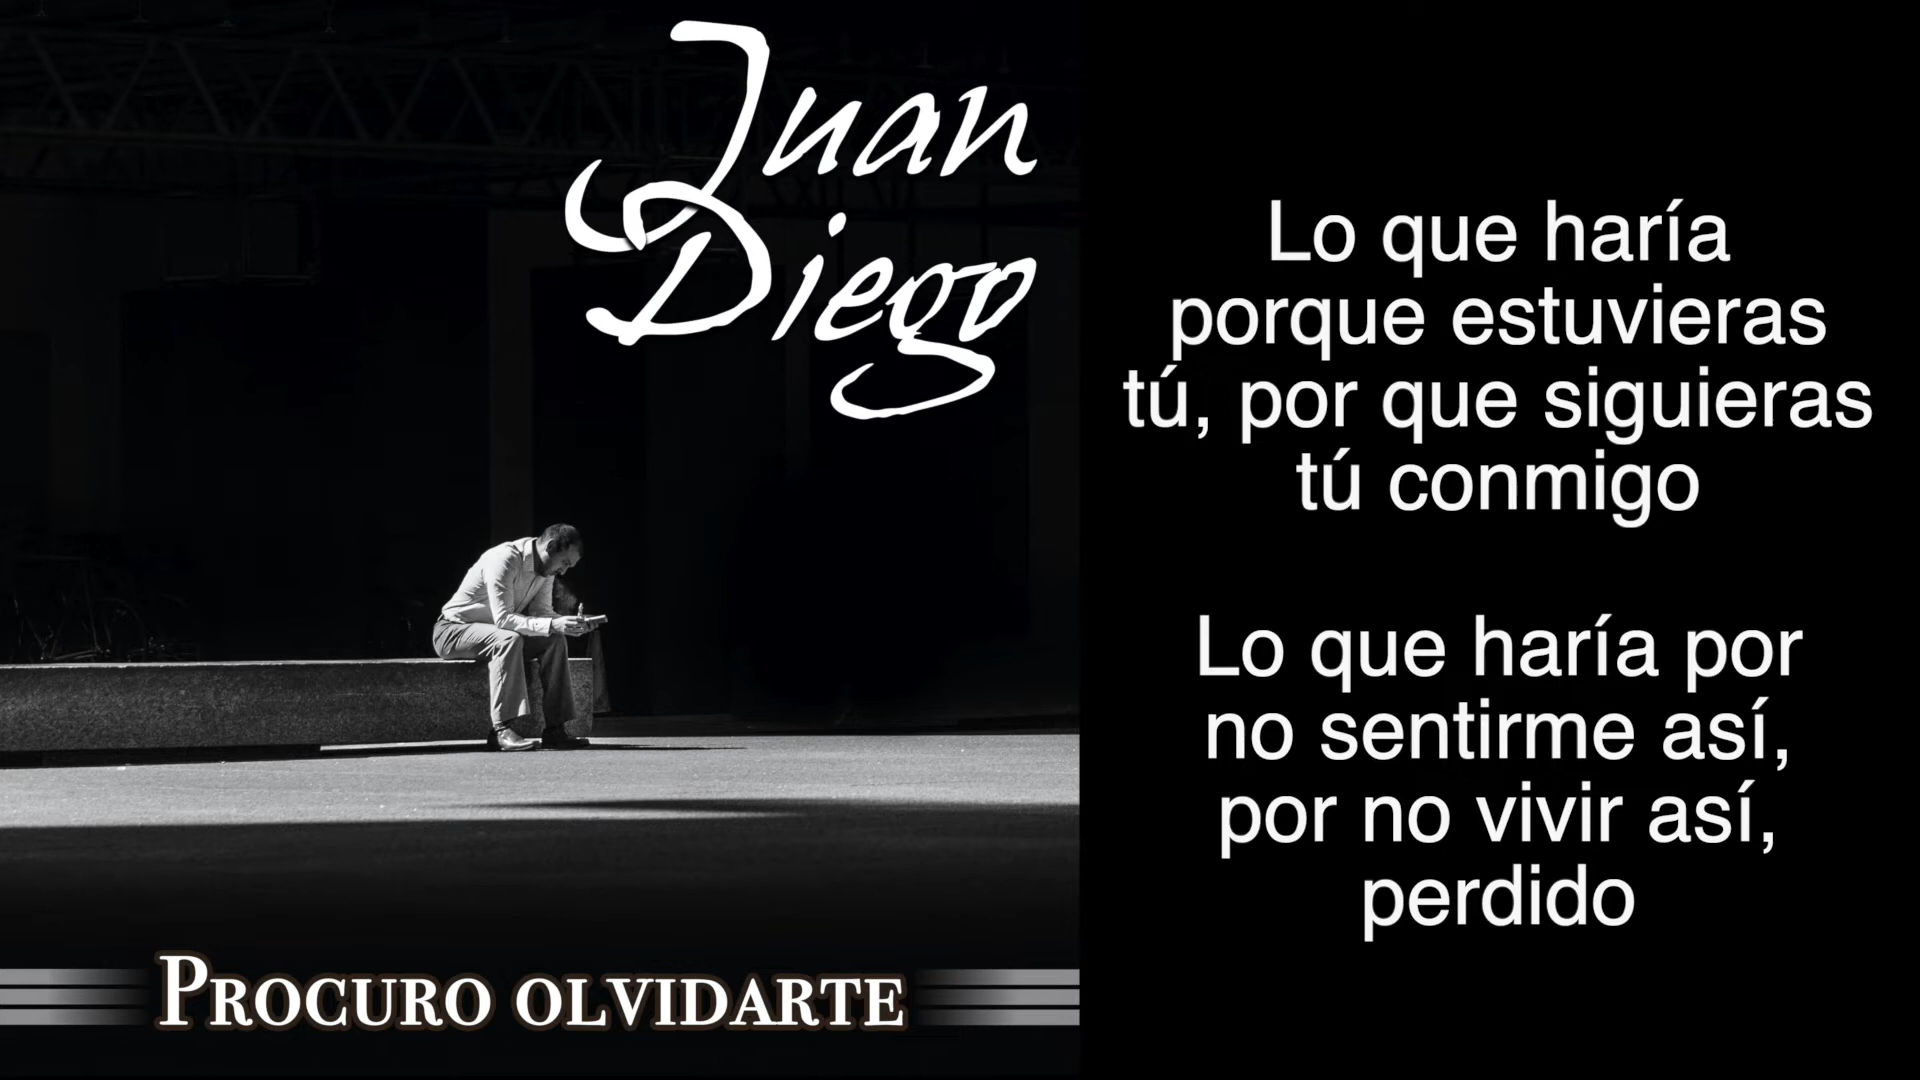 Juan
Diego
PROCURO OLVIDARTE
Lo que haría
porque estuvieras
tú, por que siguieras
tú conmigo
Lo que haría por
no sentirme así,
por no vivir así,
perdido